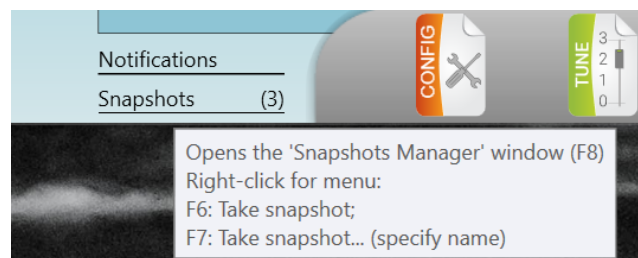 Notifications
Snapshots (3)
CONFIG
TUNE
3
2
1
0
Opens the 'Snapshots Manager' window (F8)
Right-click for menu:
F6: Take snapshot;
F7: Take snapshot... (specify name)